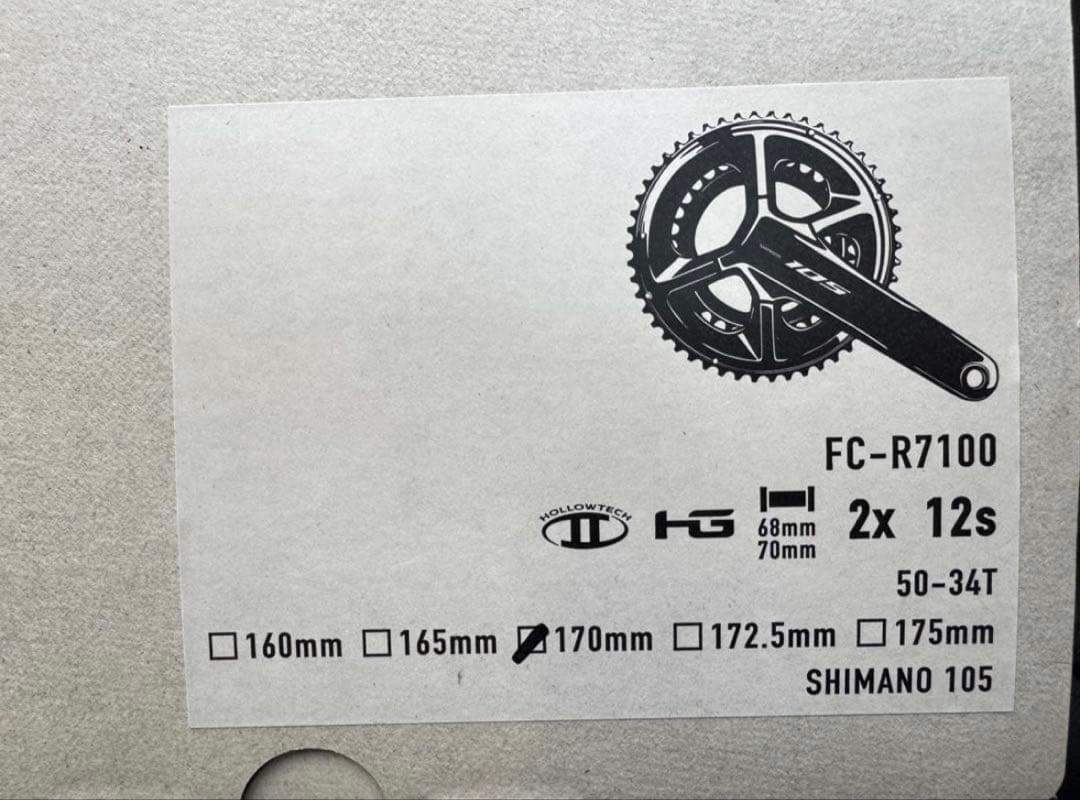 105
FC-R7100
HOLLOWTECH II HG 68mm 70mm 2x 12s
50-34T
160mm 165mm 170mm 172.5mm 175mm
SHIMANO 105